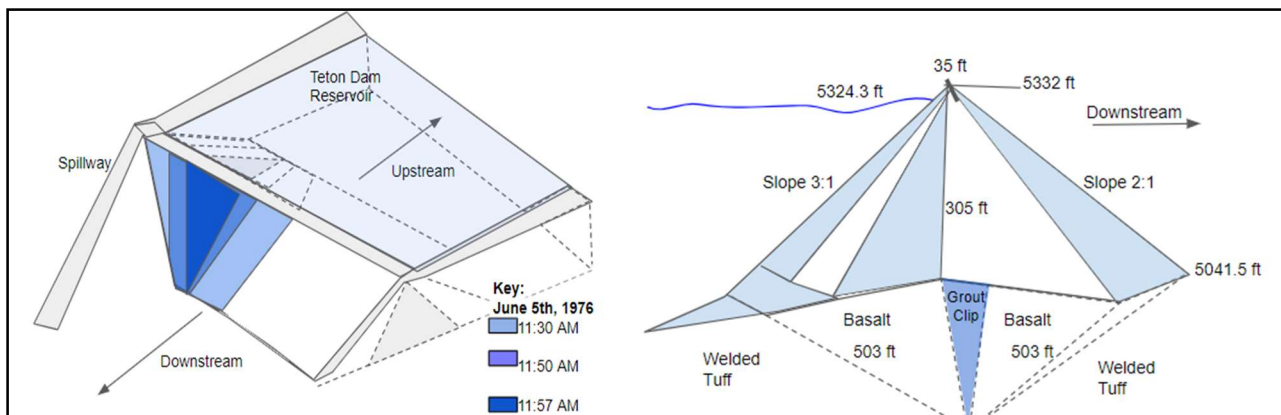 Teton Dam
Reservoir
Spillway
Upstream
Downstream
Key:
June 5th, 1976
11:30 AM
11:50 AM
11:57 AM
35 ft
5324.3 ft
5332 ft
Downstream
Slope 3:1
Slope 2:1
305 ft
5041.5 ft
Grout
Clip
Basalt
503 ft
Basalt
503 ft
Welded
Tuff
Welded
Tuff